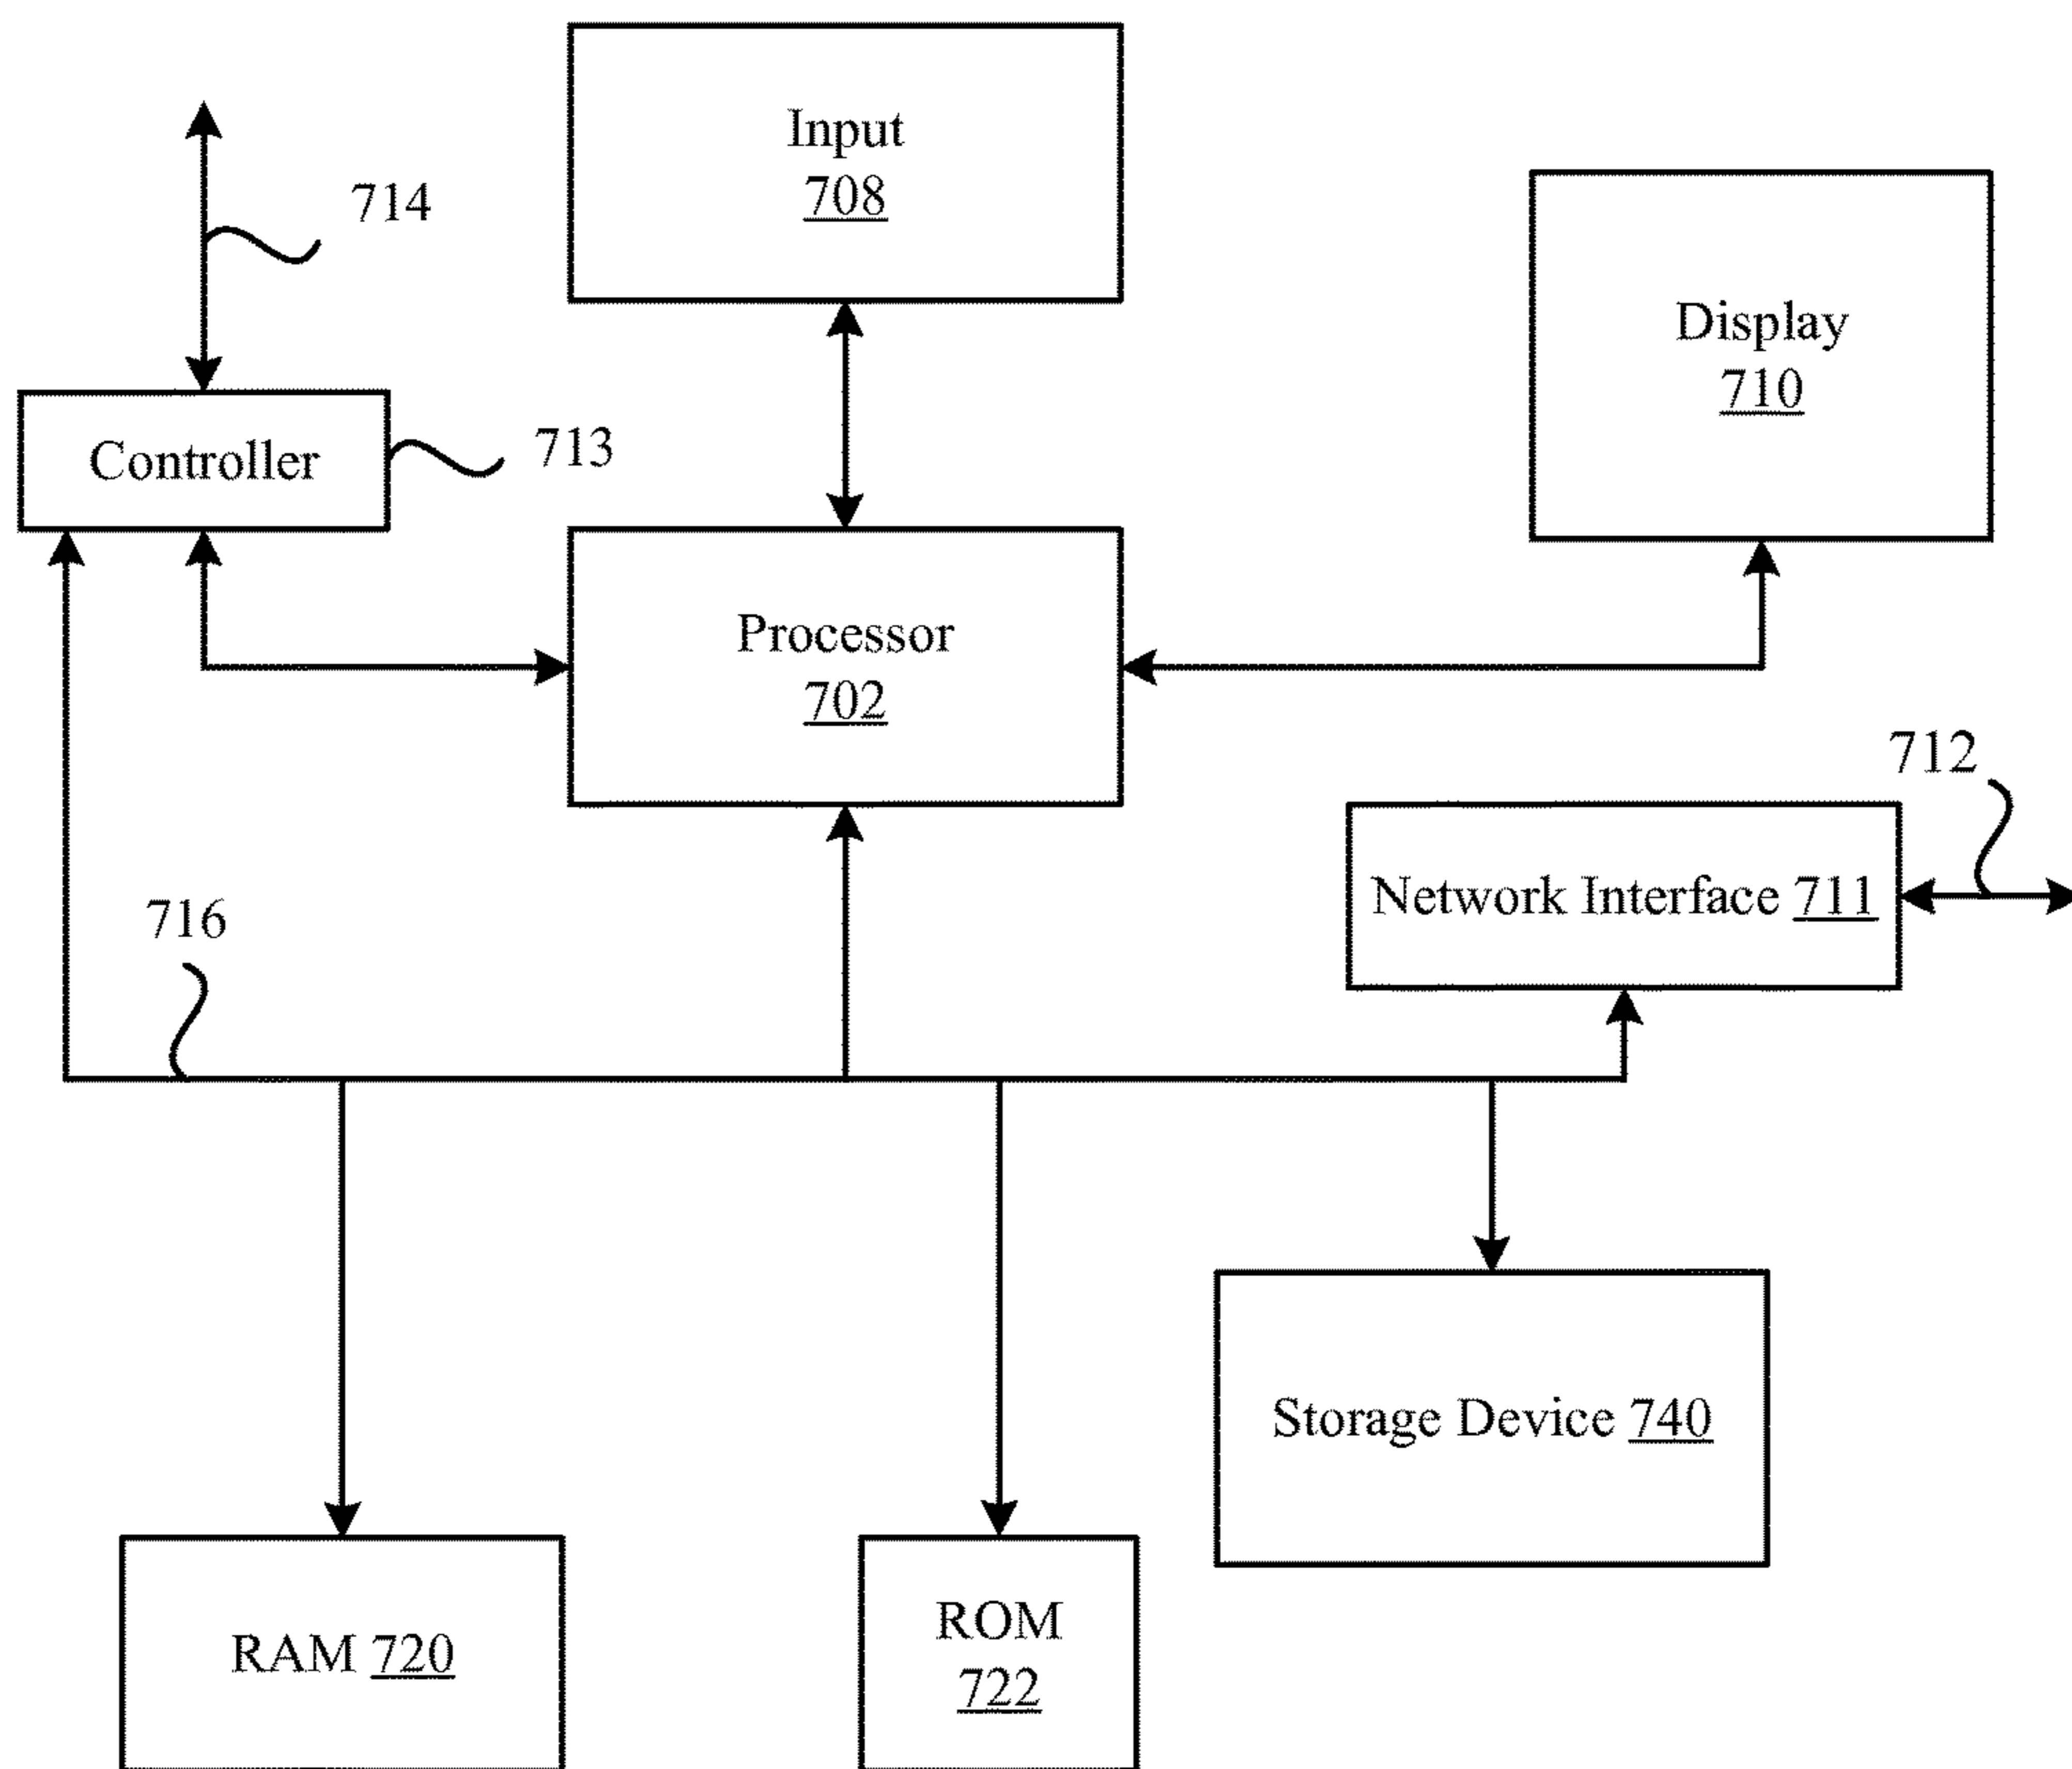 Input
708
714
Display
710
Controller
713
Processor
702
712
Network Interface 711
716
Storage Device 740
ROM
722
RAM 720